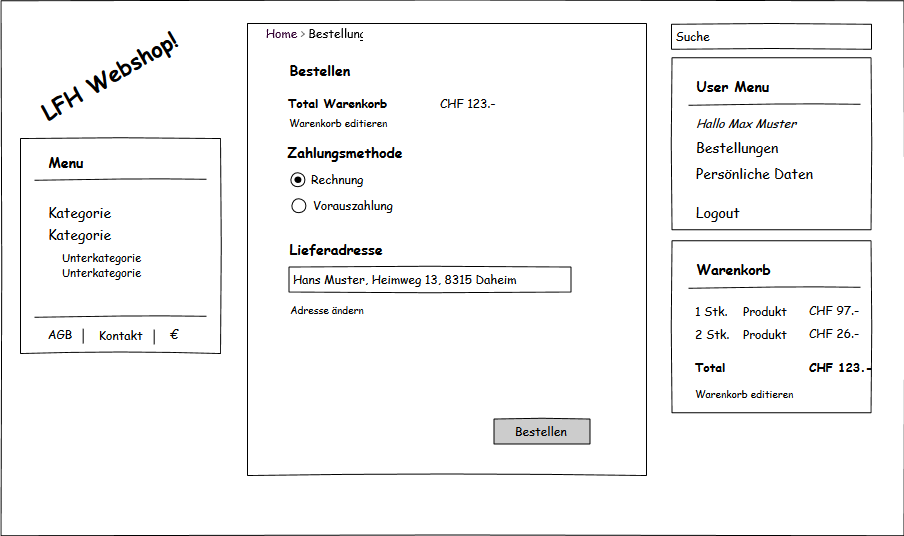 LFH Webshop!
Menu
Kategorie
Kategorie
Unterkategorie
Unterkategorie
AGB | Kontakt | €
Home > Bestellung
Bestellen
Total Warenkorb CHF 123.-
Warenkorb editieren
Zahlungsmethode
Rechnung
Vorauszahlung
Lieferadresse
Hans Muster, Heimweg 13, 8315 Daheim
Adresse ändern
Bestellen
Suche
User Menu
Hallo Max Muster
Bestellungen
Persönliche Daten
Logout
Warenkorb
1 Stk. Produkt CHF 97.-
2 Stk. Produkt CHF 26.-
Total CHF 123.-
Warenkorb editieren